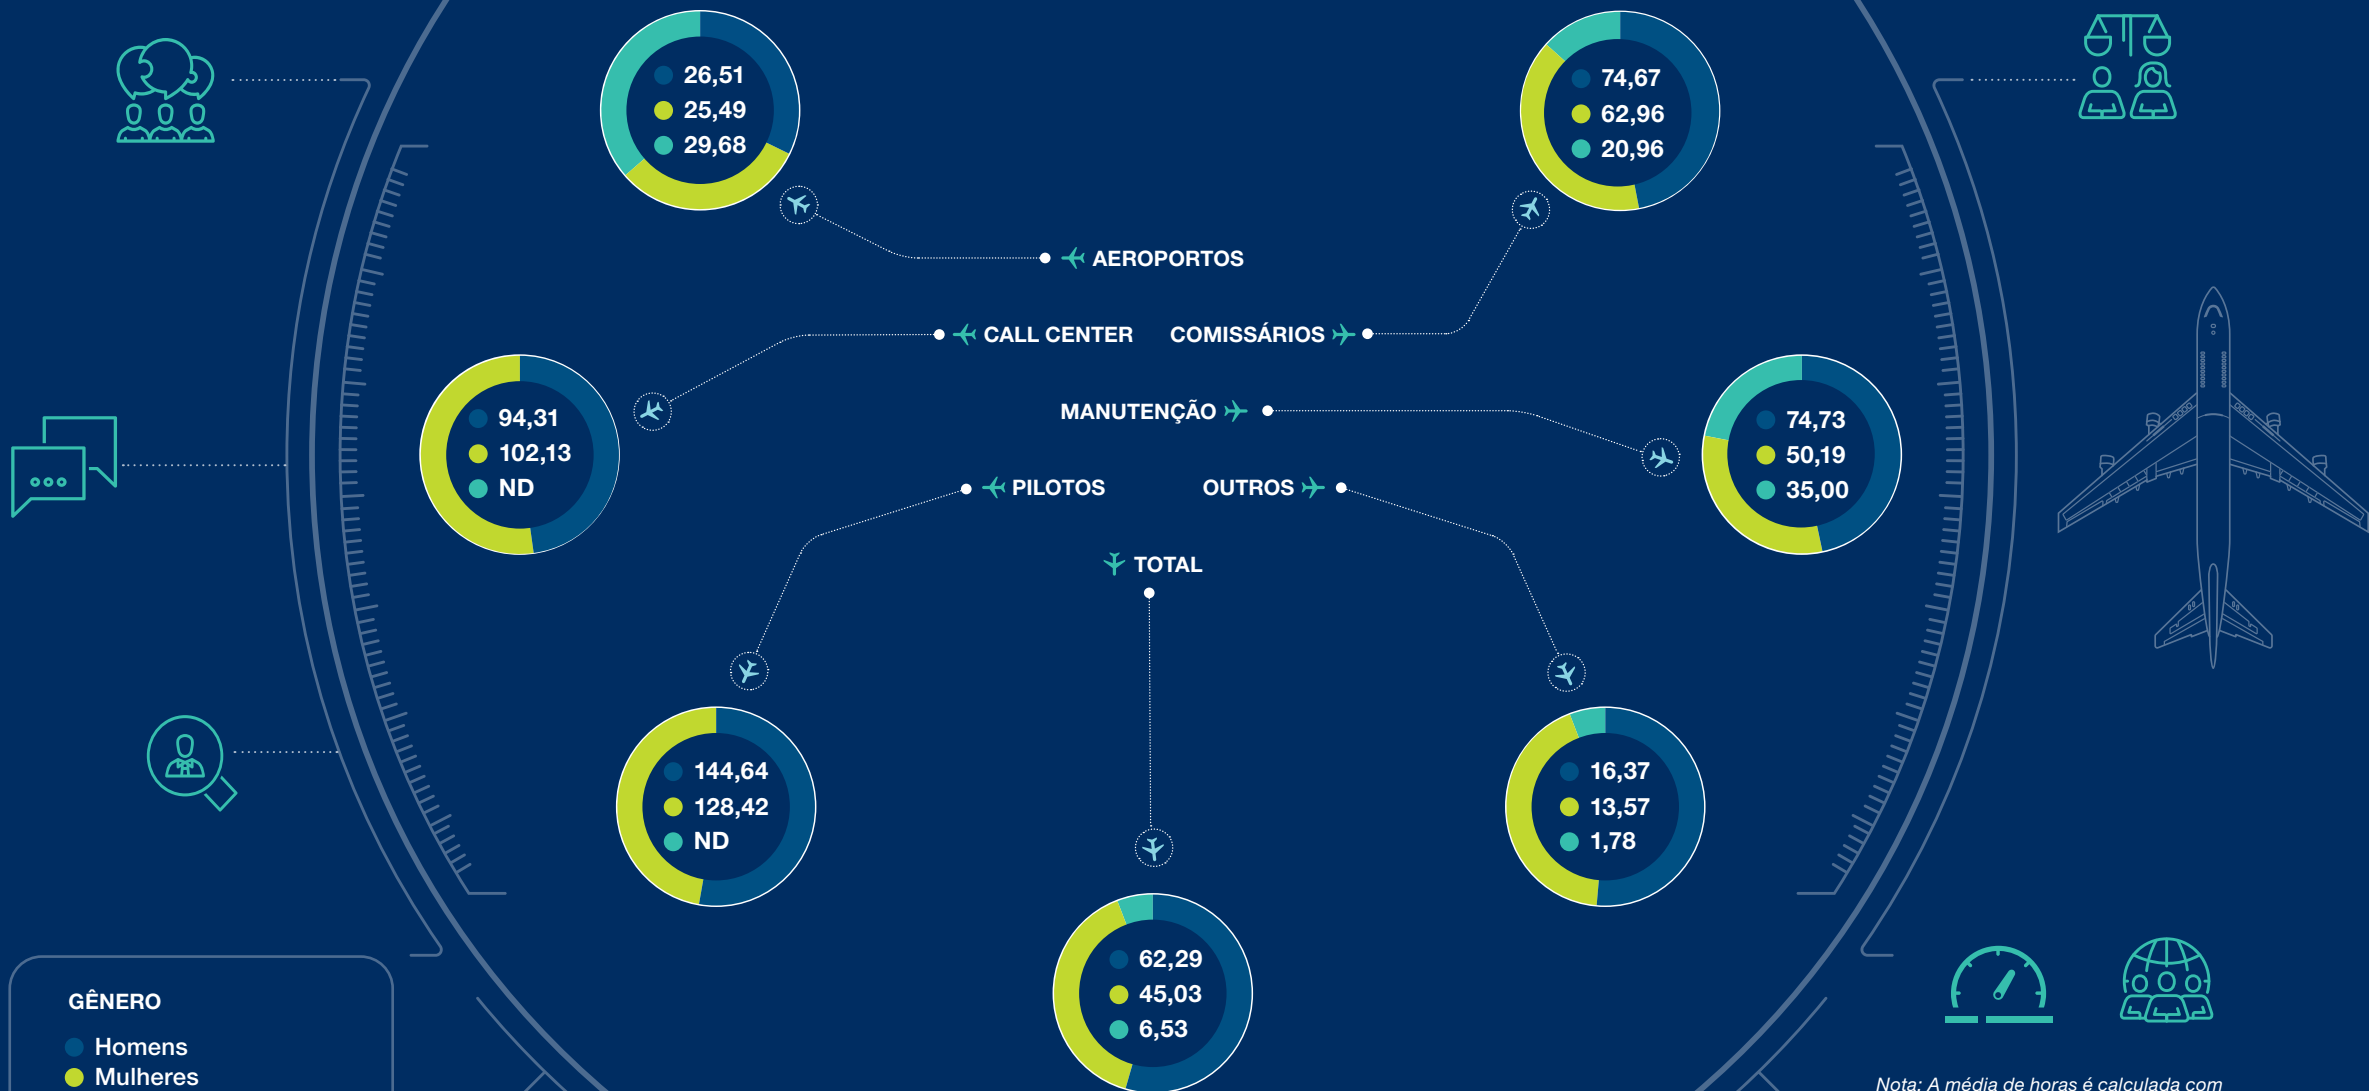 26,51
25,49
29,68
74,67
62,96
20,96
AEROPORTOS
CALL CENTER
COMISSÁRIOS
94,31
102,13
ND
MANUTENÇÃO
74,73
50,19
35,00
PILOTOS
OUTROS
TOTAL
144,64
128,42
ND
16,37
13,57
1,78
62,29
45,03
6,53
GÊNERO
Homens
Mulheres
Nota: A média de horas é calculada com